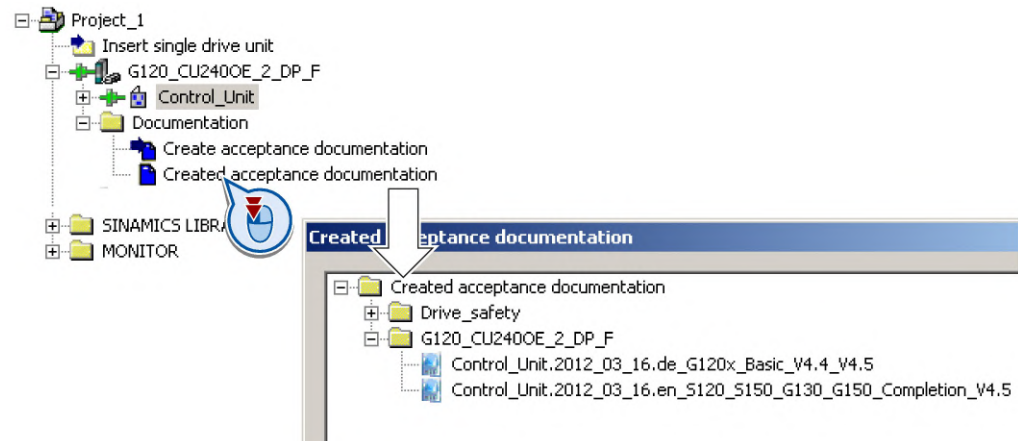 Project_1
Insert single drive unit
G120_CU240OE_2_DP_F
Control_Unit
Documentation
Create acceptance documentation
Created acceptance documentation
SINAMICS LIBRA
MONITOR
Created eptance documentation
Created acceptance documentation
Drive_safety
G120_CU240OE_2_DP_F
Control_Unit.2012_03_16.de_G120x_Basic_V4.4_V4.5
Control_Unit.2012_03_16.en_S120_S150_G130_G150_Completion_V4.5